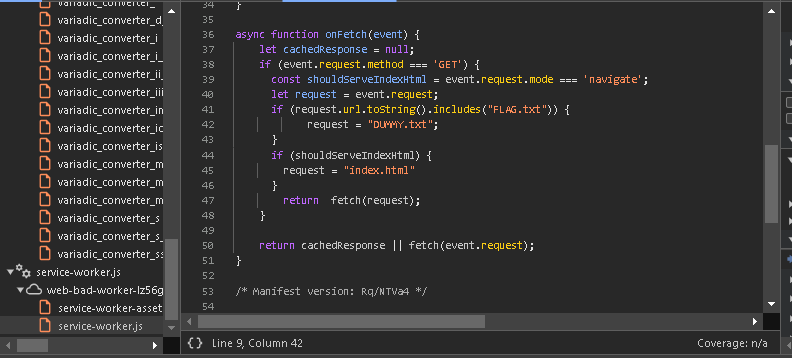 variadic_converter_
variadic_converter_d_
variadic_converter_i
variadic_converter_i_
variadic_converter_ii_
variadic_converter_iiii
variadic_converter_in
variadic_converter_ic
variadic_converter_is
variadic_converter_m
variadic_converter_m
variadic_converter_m
variadic_converter_s
variadic_converter_s_
variadic_converter_ss
service-worker.js
web-bad-worker-lz56g
service-worker-asset
service-worker.js
34 }
35
36 async function onFetch(event) {
37 let cachedResponse = null;
38 if (event.request.method === 'GET') {
39 const shouldServeIndexHtml = event.request.mode === 'navigate';
40 let request = event.request;
41 if (request.url.toString().includes("FLAG.txt")) {
42 request = "DUMMY.txt";
43 }
44 if (shouldServeIndexHtml) {
45 request = "index.html"
46 }
47 return fetch(request);
48 }
49
50 return cachedResponse || fetch(event.request);
51 }
52
53 /* Manifest version: Rq/NTVa4 */
54
{} Line 9, Column 42
Coverage: n/a